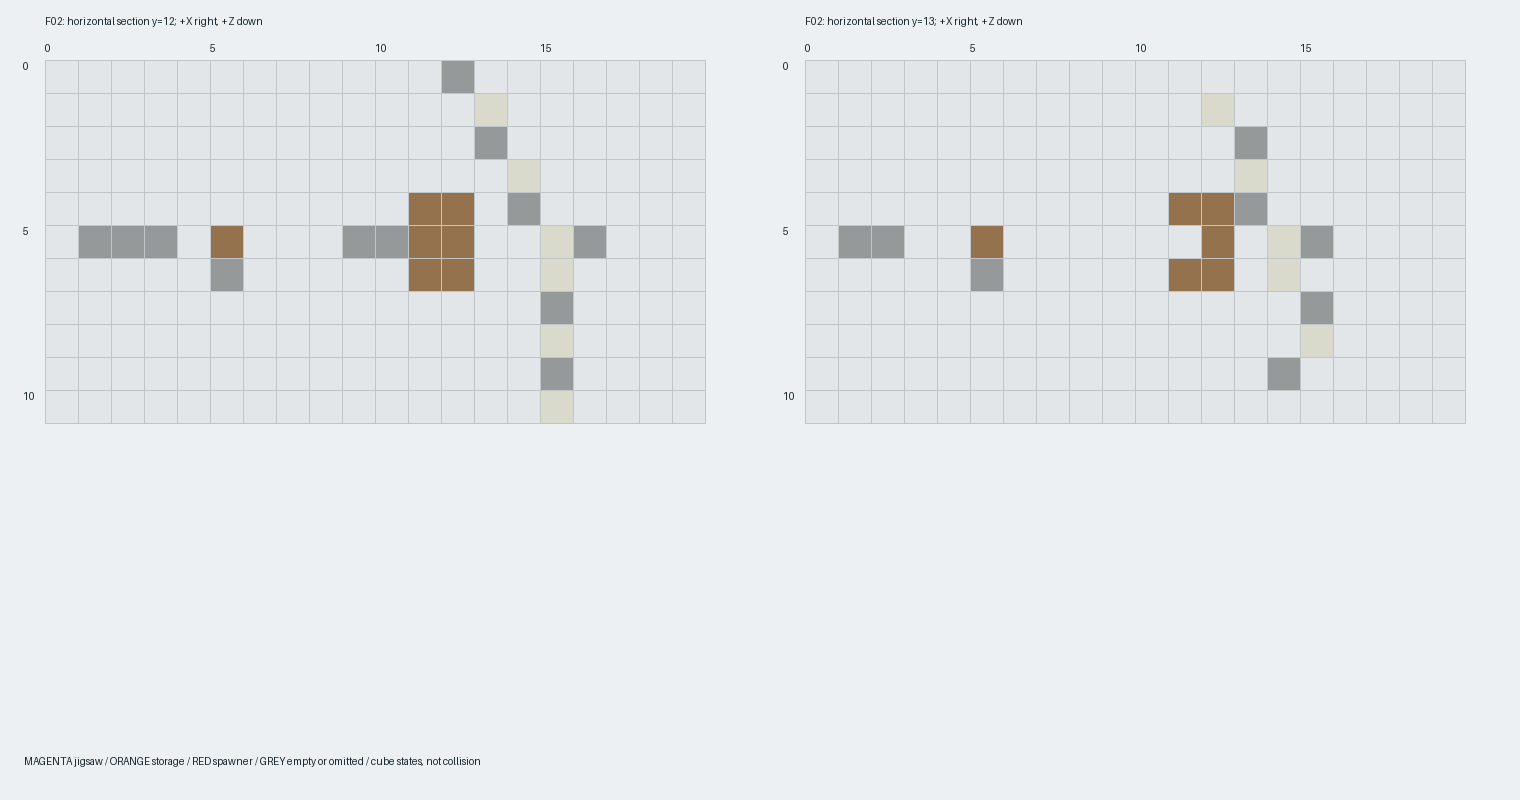 F02: horizontal section y=12; +X right, +Z down
F02: horizontal section y=13; +X right, +Z down
0 5 10 15
0 5 10 15
0 0
5 5
10 10
MAGENTA jigsaw / ORANGE storage / RED spawner / GREY empty or omitted / cube states, not collision